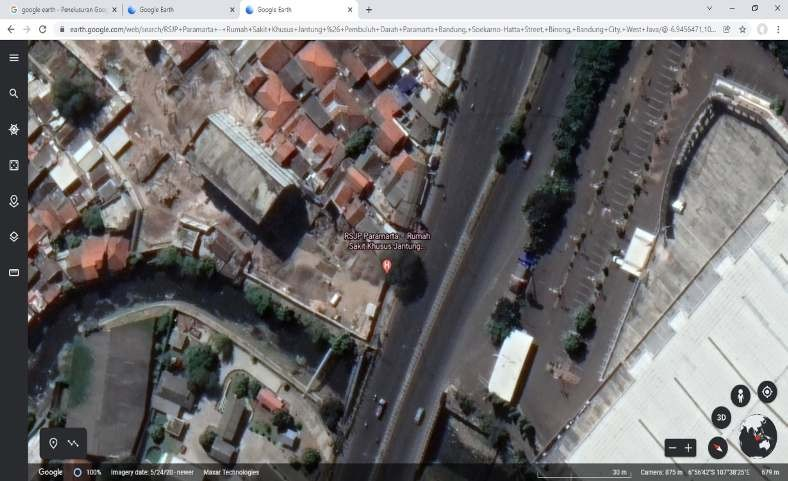 google earth - Penelusuran Goo
Google Earth
Google Earth
earth.google.com/web/search/RSJP+Paramarta+-+Rumah+Sakit+Khusus+Jantung+%26+Pembuluh+Darah+Paramarta+Bandung,+Soekarno-Hatta+Street,+Binong,+Bandung+City,+West+Java/@-6.9456471,10...
RSJP Paramarta - Rumah
Sakit Khusus Jantung...
3D
Google
100%
Imagery date: 5/24/20-newer
Maxar Technologies
30 m
Camera: 875 m
6°56'42"S 107°38'25"E
679 m